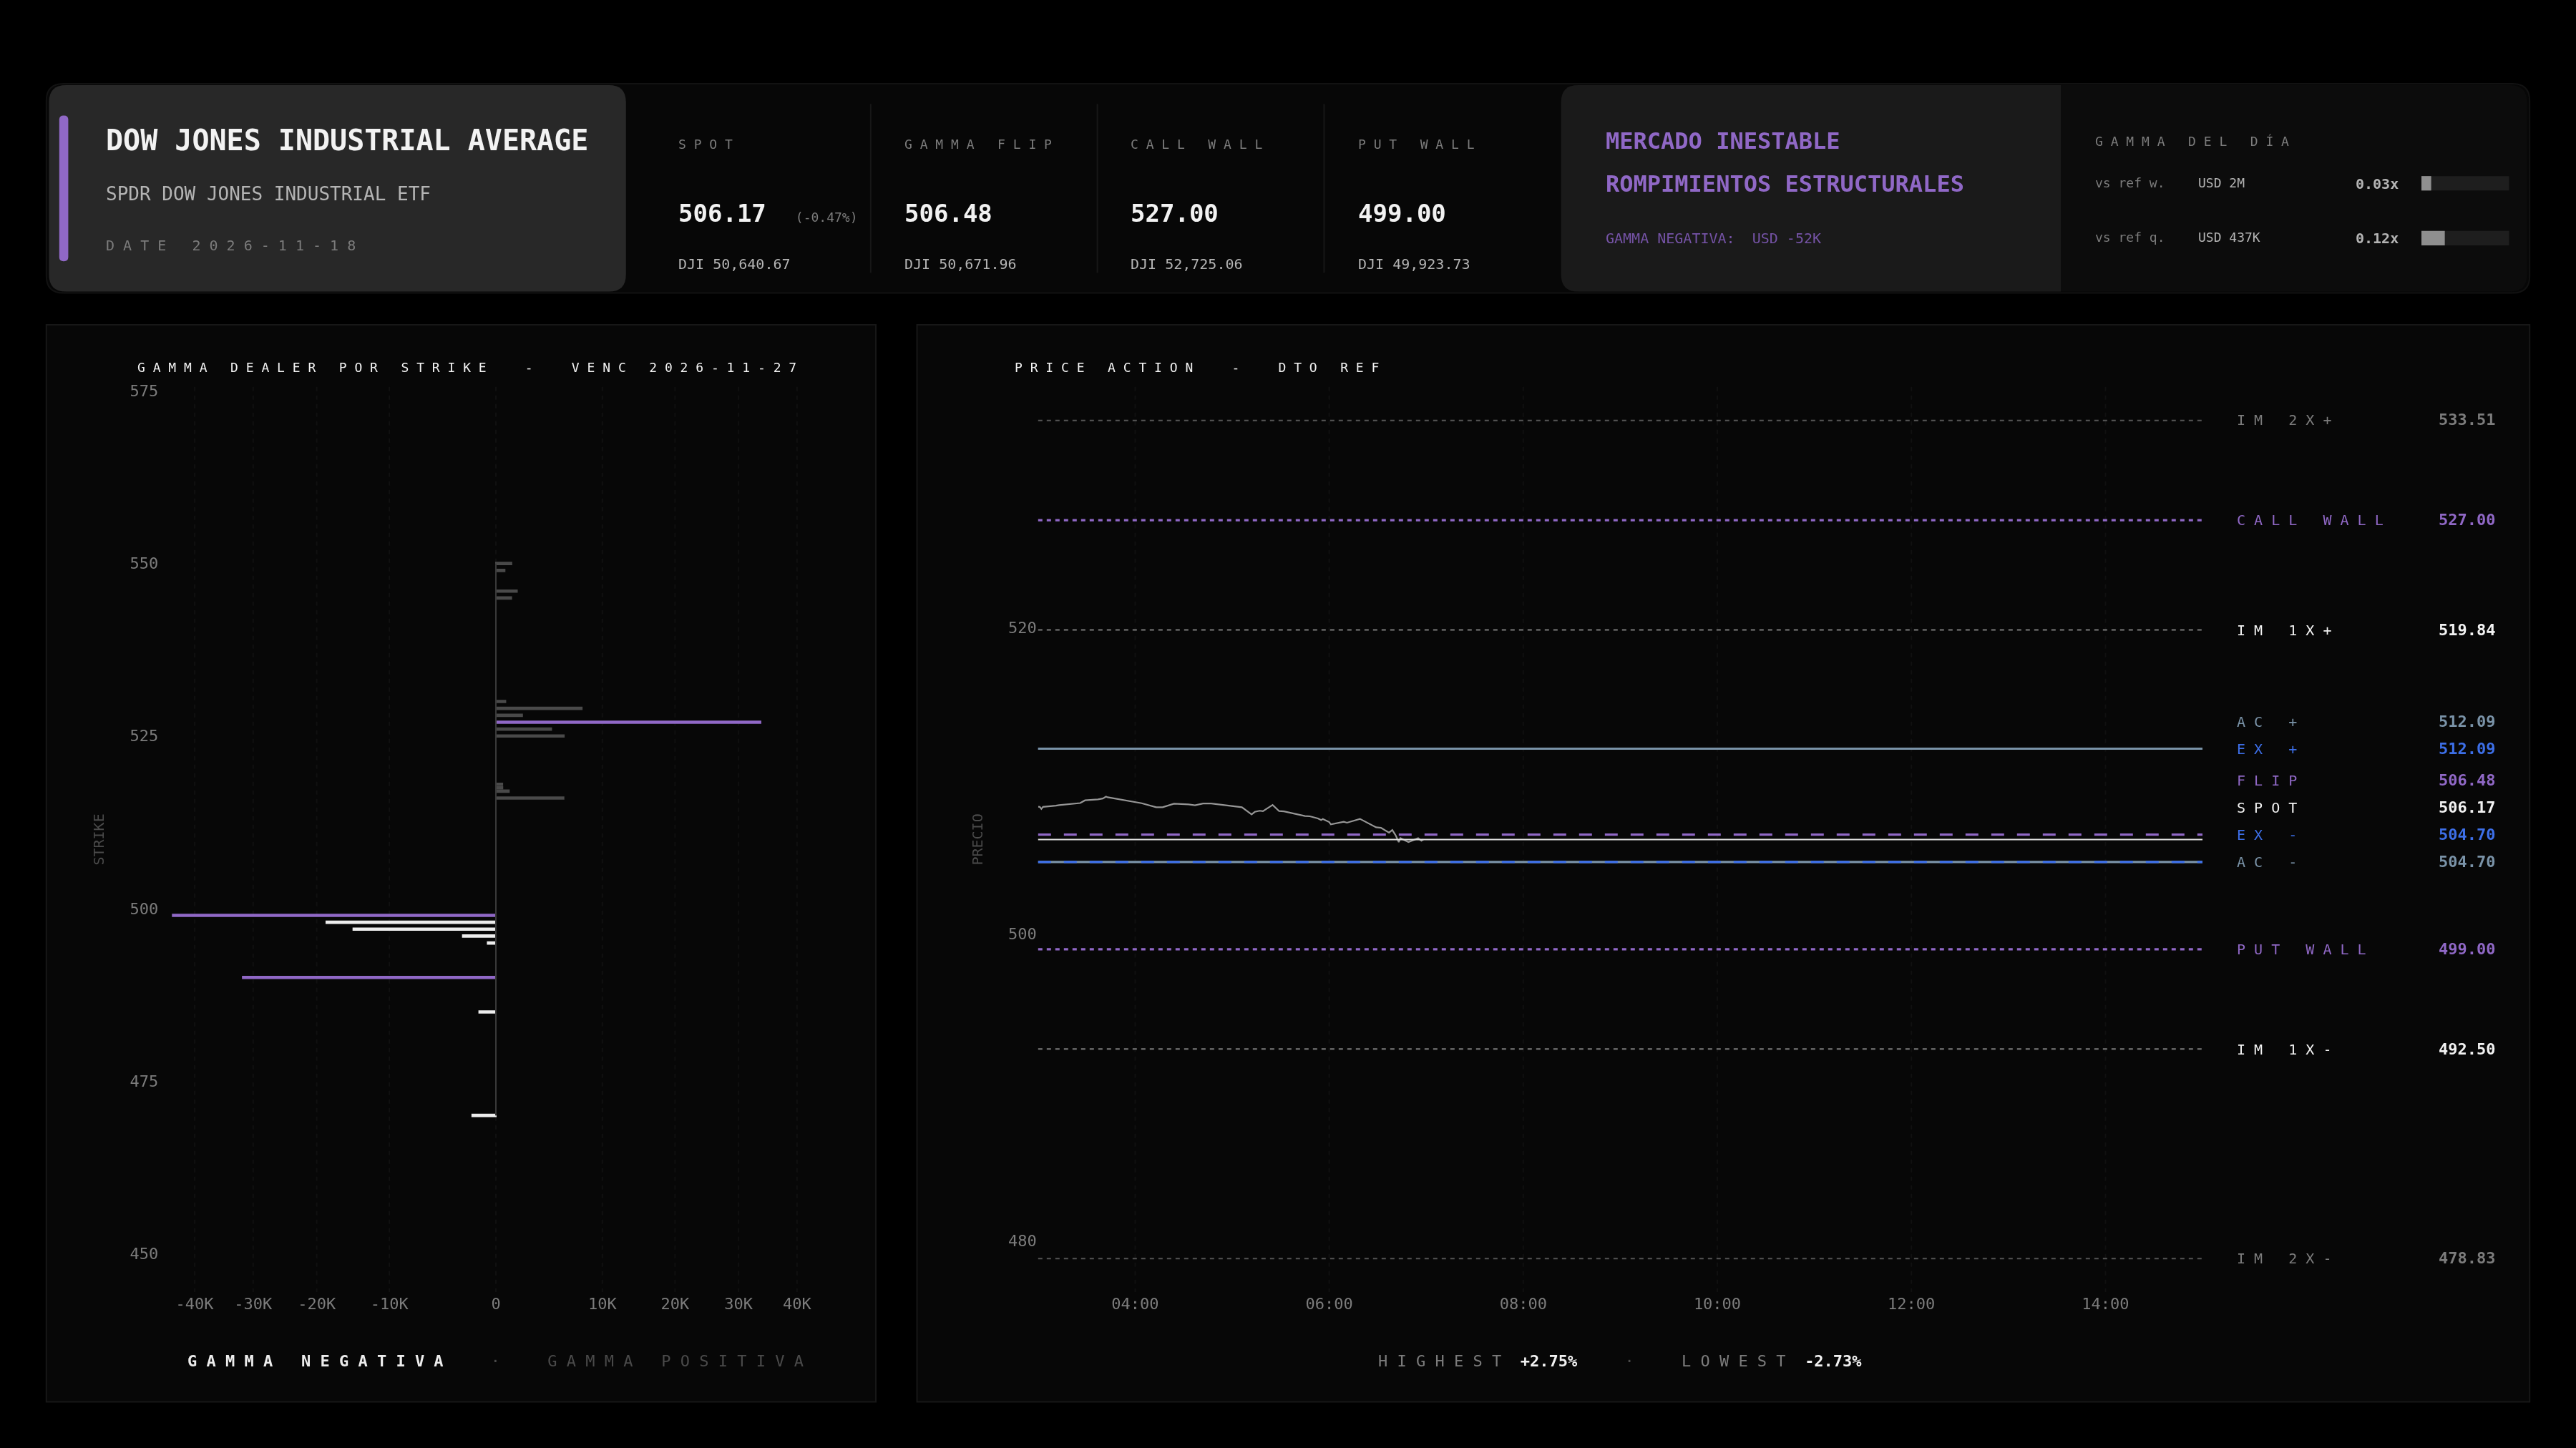 DOW JONES INDUSTRIAL AVERAGE
SPDR DOW JONES INDUSTRIAL ETF
DATE 2026-11-18
SPOT
506.17 (-0.47%)
DJI 50,640.67
GAMMA FLIP
506.48
DJI 50,671.96
CALL WALL
527.00
DJI 52,725.06
PUT WALL
499.00
DJI 49,923.73
MERCADO INESTABLE
ROMPIMIENTOS ESTRUCTURALES
GAMMA NEGATIVA: USD -52K
GAMMA DEL DÍA
vs ref w. USD 2M 0.03x
vs ref q. USD 437K 0.12x
GAMMA DEALER POR STRIKE - VENC 2026-11-27
575
550
525
500
475
450
STRIKE
-40K -30K -20K -10K 0 10K 20K 30K 40K
GAMMA NEGATIVA · GAMMA POSITIVA
PRICE ACTION - DTO REF
520
500
480
PRECIO
IM 2X+ 533.51
CALL WALL 527.00
IM 1X+ 519.84
AC + 512.09
EX + 512.09
FLIP 506.48
SPOT 506.17
EX - 504.70
AC - 504.70
PUT WALL 499.00
IM 1X- 492.50
IM 2X- 478.83
04:00 06:00 08:00 10:00 12:00 14:00
HIGHEST +2.75% · LOWEST -2.73%